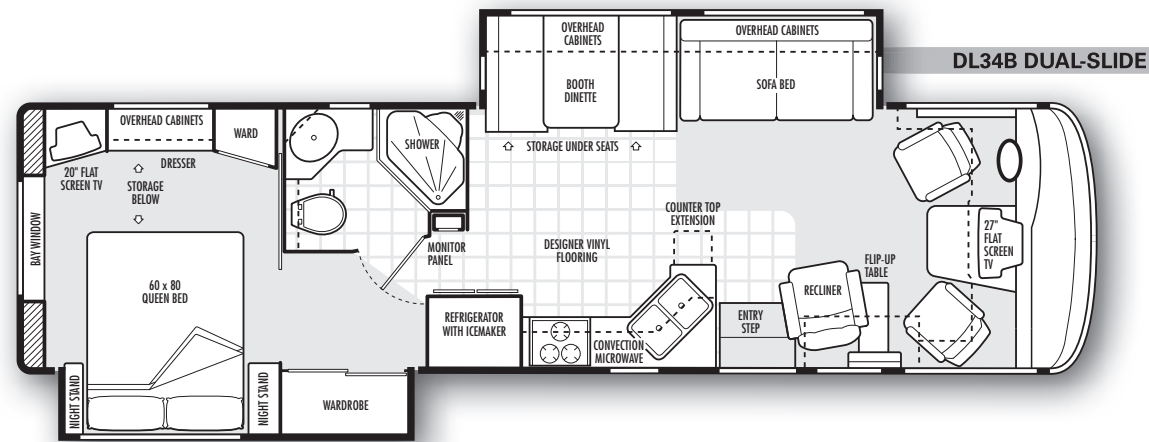 DL34B DUAL-SLIDE
OVERHEAD
CABINETS
BOOTH
DINETTE
OVERHEAD CABINETS
SOFA BED
STORAGE UNDER SEATS
OVERHEAD CABINETS
WARD
DRESSER
20" FLAT
SCREEN TV
STORAGE
BELOW
SHOWER
BAY WINDOW
60 x 80
QUEEN BED
MONITOR
PANEL
DESIGNER VINYL
FLOORING
COUNTER TOP
EXTENSION
27"
FLAT
SCREEN
TV
FLIP-UP
TABLE
RECLINER
ENTRY
STEP
REFRIGERATOR
WITH ICEMAKER
CONVECTION
MICROWAVE
NIGHT STAND
NIGHT STAND
WARDROBE